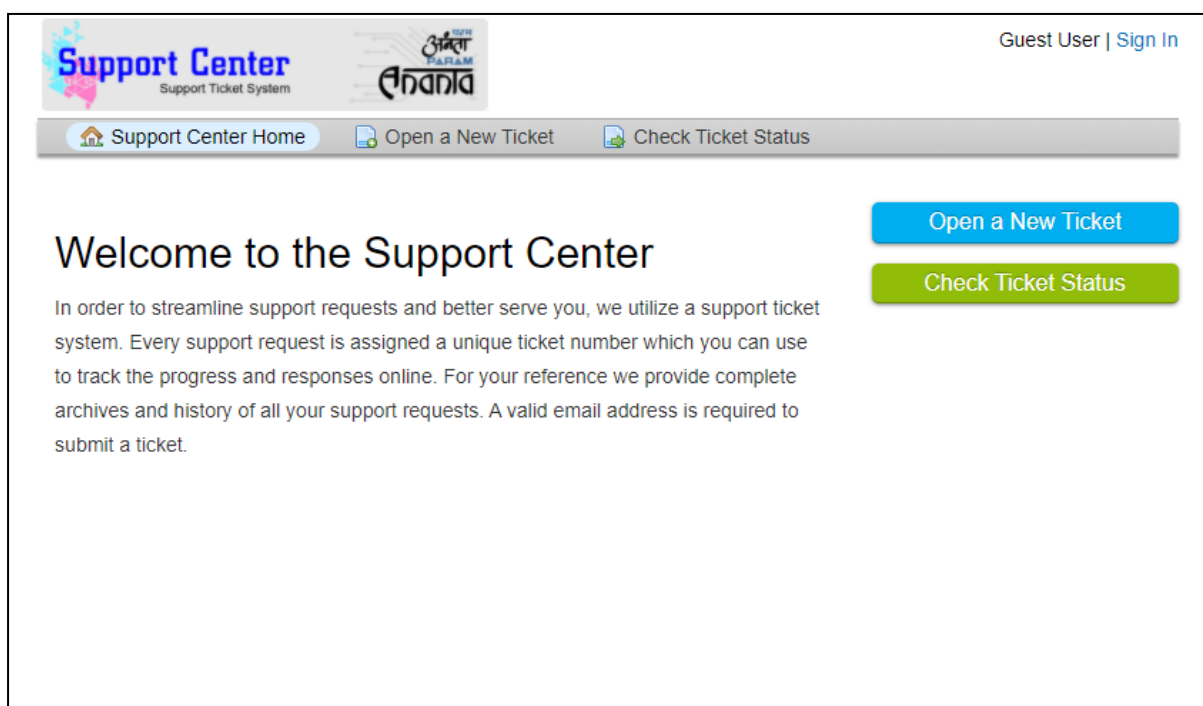 Support Center
Support Ticket System
परम
अनंता
PARAM
Ananta
Guest User | Sign In
Support Center Home
Open a New Ticket
Check Ticket Status
Open a New Ticket
Check Ticket Status
Welcome to the Support Center
In order to streamline support requests and better serve you, we utilize a support ticket
system. Every support request is assigned a unique ticket number which you can use
to track the progress and responses online. For your reference we provide complete
archives and history of all your support requests. A valid email address is required to
submit a ticket.